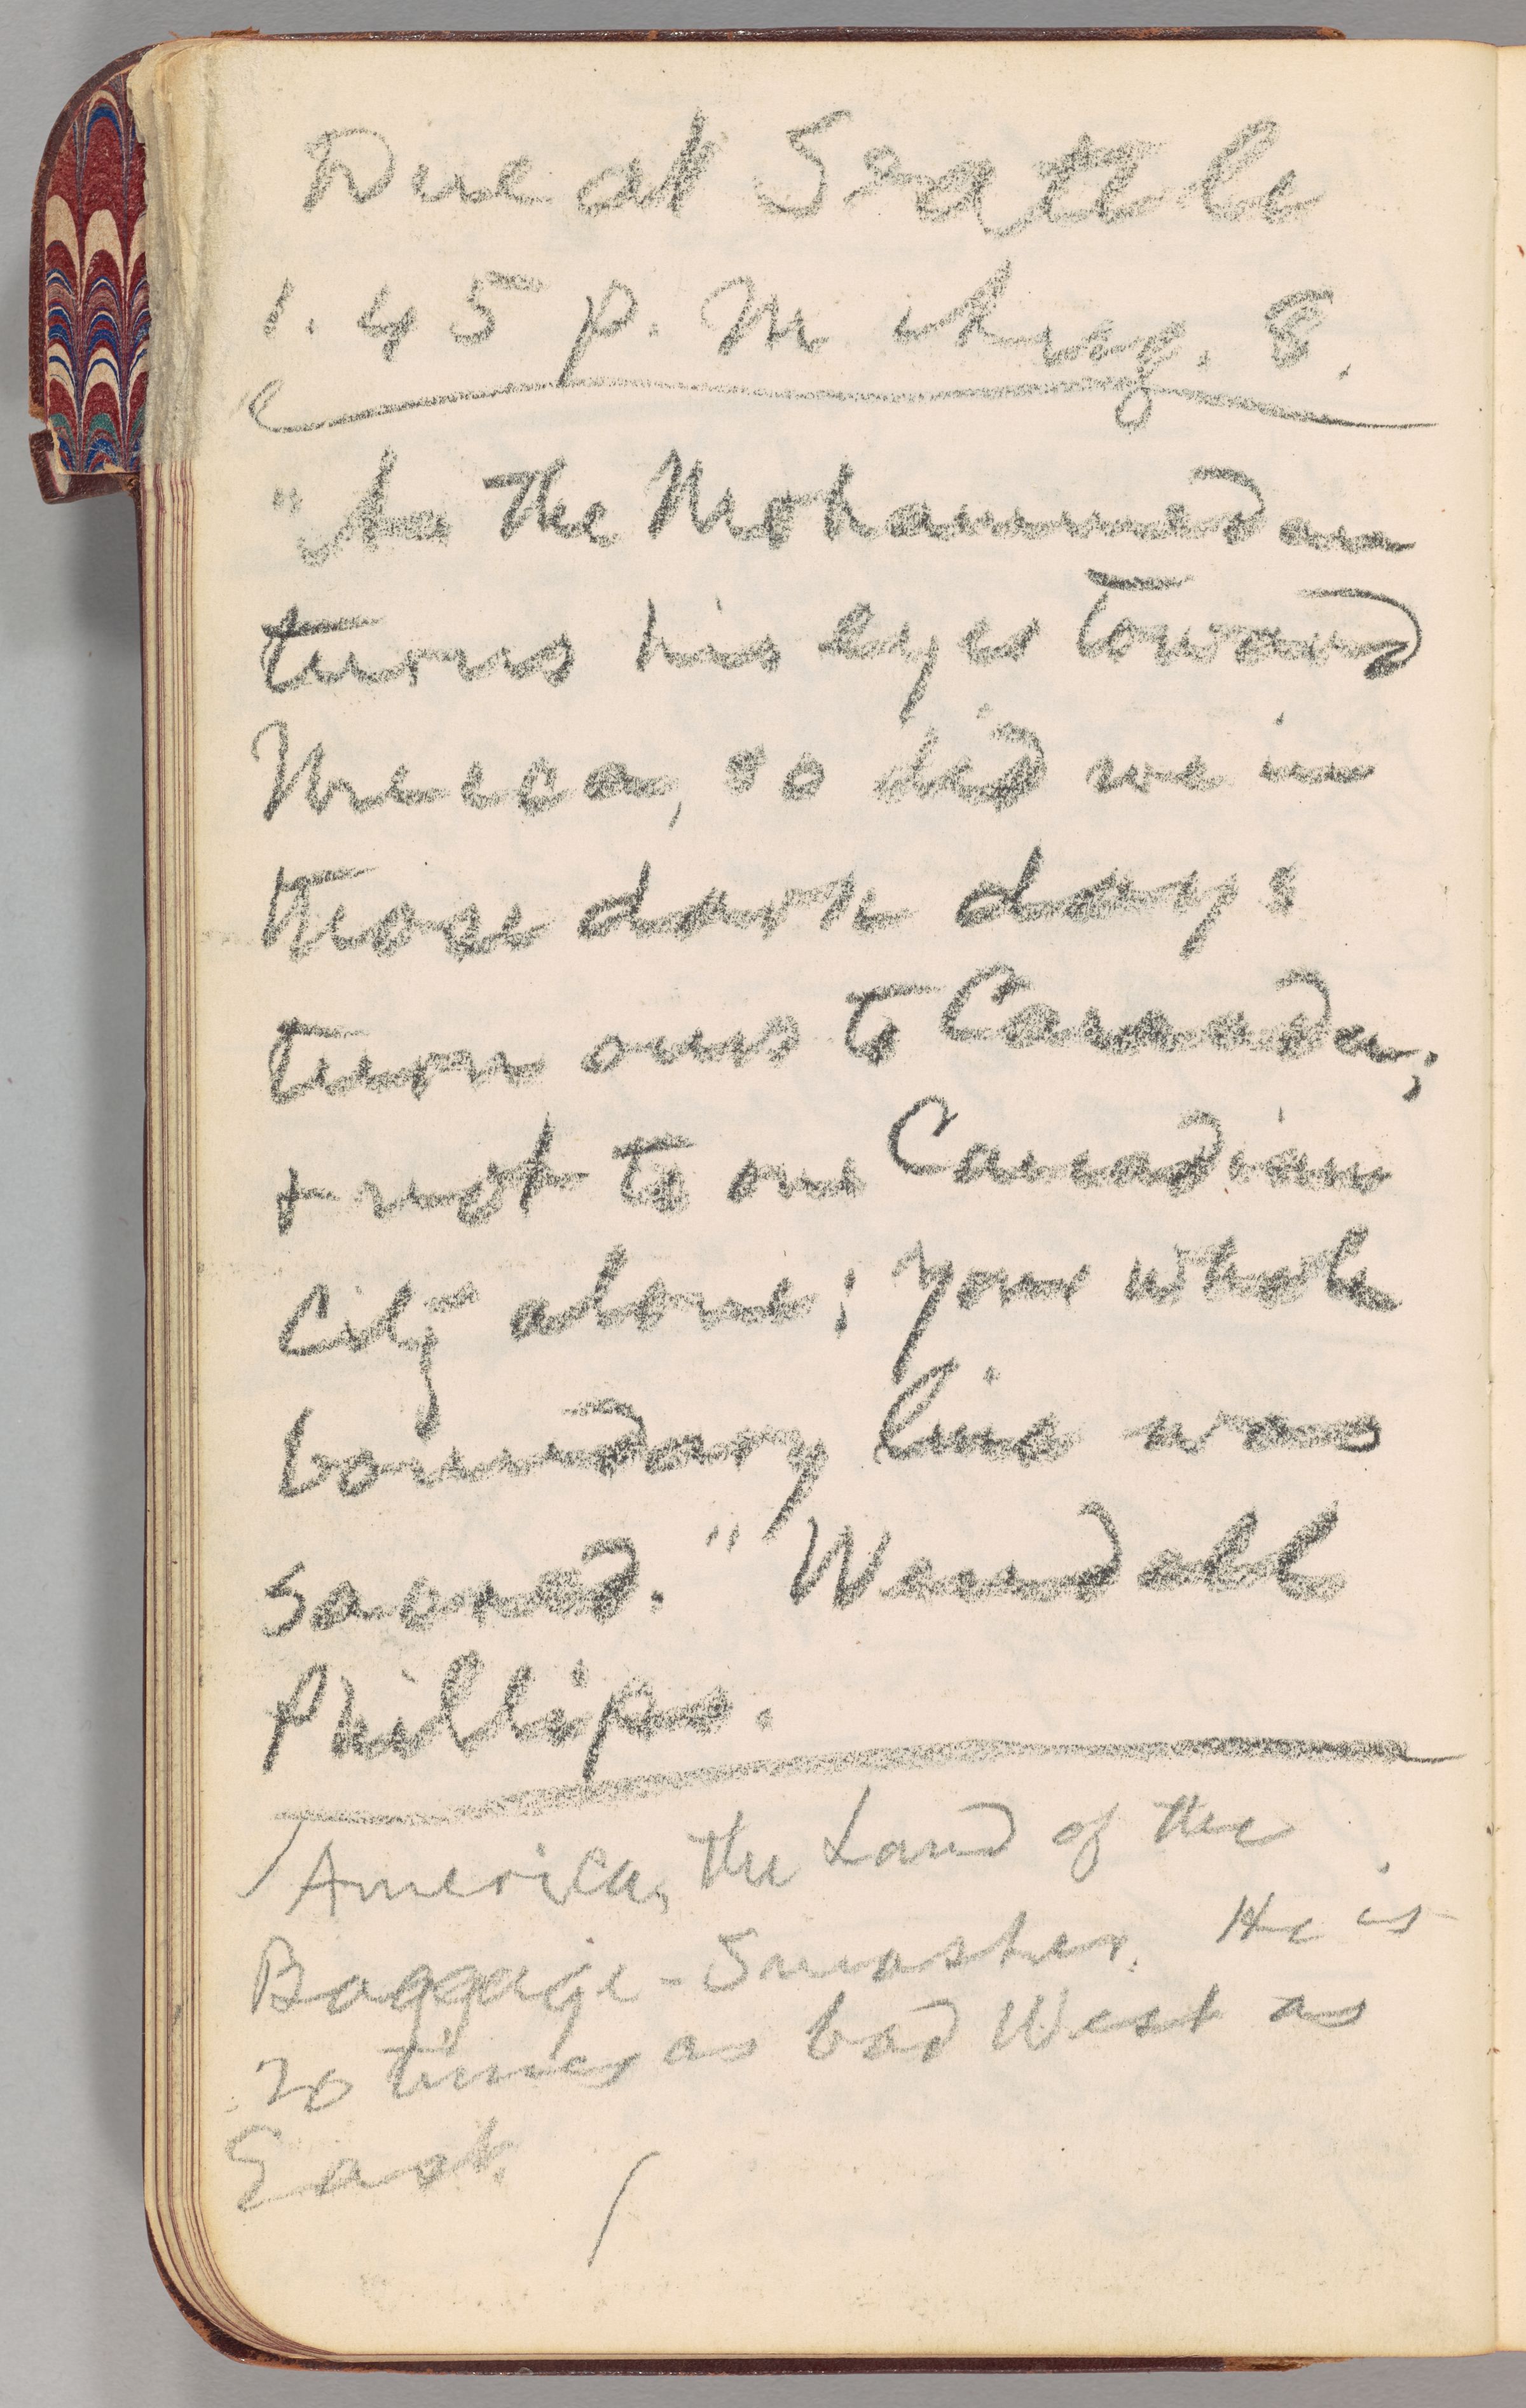 Due at Seattle
1.45 p. m Aug. 8.
"As the Mohammedan
turns his eyes toward
Mecca, so did we in
those dark days
turn ours to Canada;
+ not to one Canadian
city alone; your whole
boundary line was
sacred." Wendell
Phillips.
America, the Land of the
Baggage-Smasher. He is
20 times as bad West as
East.